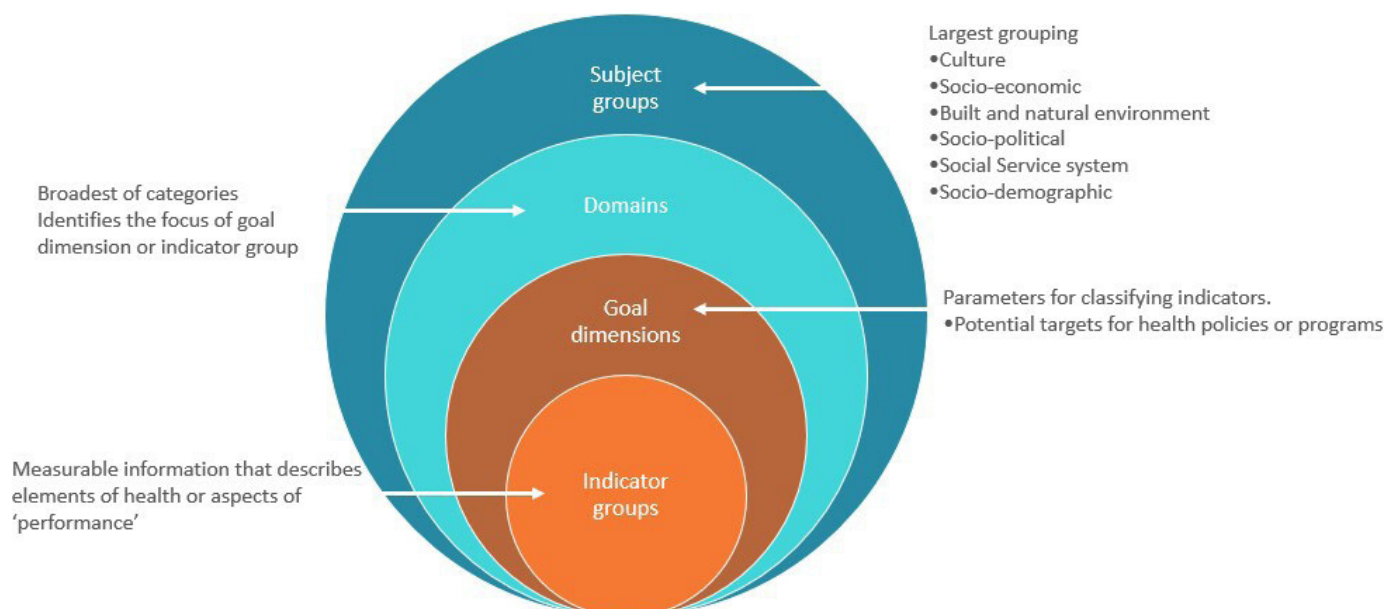 Largest grouping
•Culture
•Socio-economic
•Built and natural environment
•Socio-political
•Social Service system
•Socio-demographic
Subject
groups
Broadest of categories
Identifies the focus of goal
dimension or indicator group
Domains
Parameters for classifying indicators.
•Potential targets for health policies or programs
Goal
dimensions
Measurable information that describes
elements of health or aspects of
‘performance’
Indicator
groups